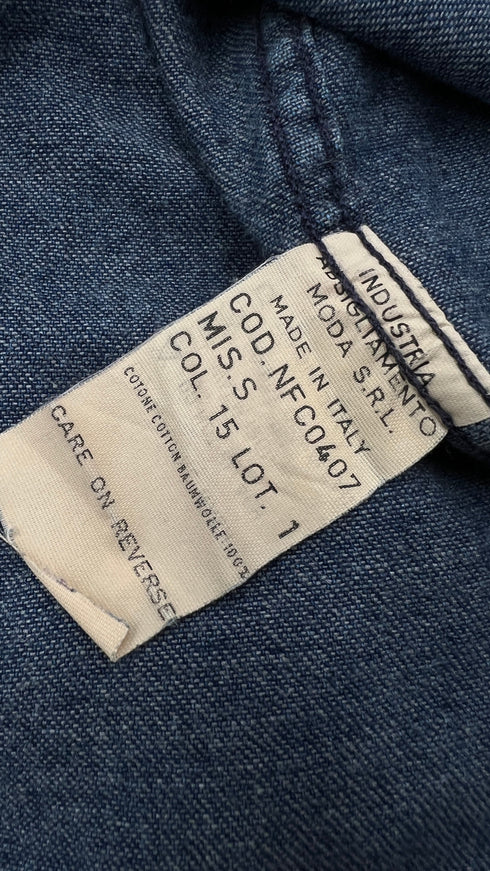 INDUSTRIA
ABBIGLIAMENTO
MODA S.R.L.
MADE IN ITALY
COD. NFC0407
MIS.S
COL. 15 LOT. 1
COTONE COTTON BAUMWOLLE 100%
CARE ON REVERSE